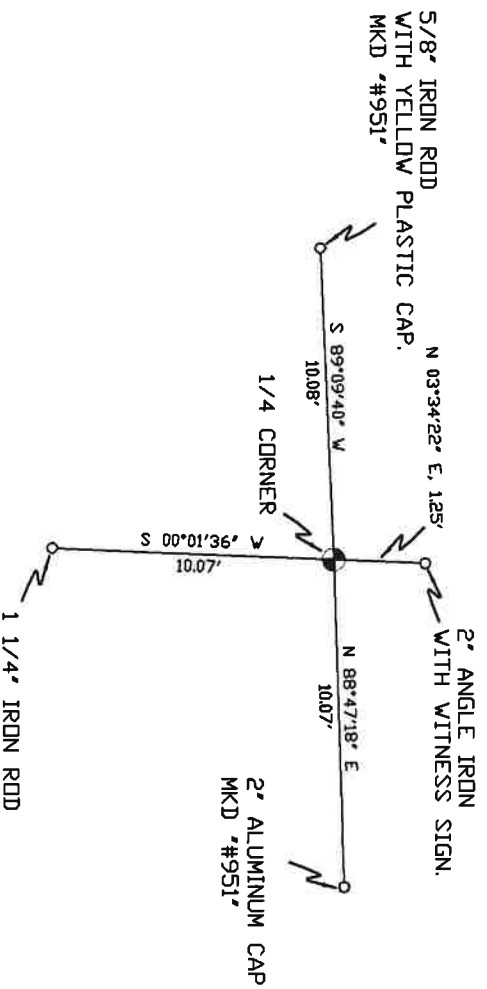 5/8" IRON ROD
WITH YELLOW PLASTIC CAP.
MKD "#951"
N 03°34'22" E, 1.25'
2" ANGLE IRON
WITH WITNESS SIGN.
S 89°09'40" W
10.08'
1/4 CORNER
N 88°47'18" E
10.07'
S 00°01'36" W
10.07'
2" ALUMINUM CAP
MKD "#951"
1 1/4" IRON ROD